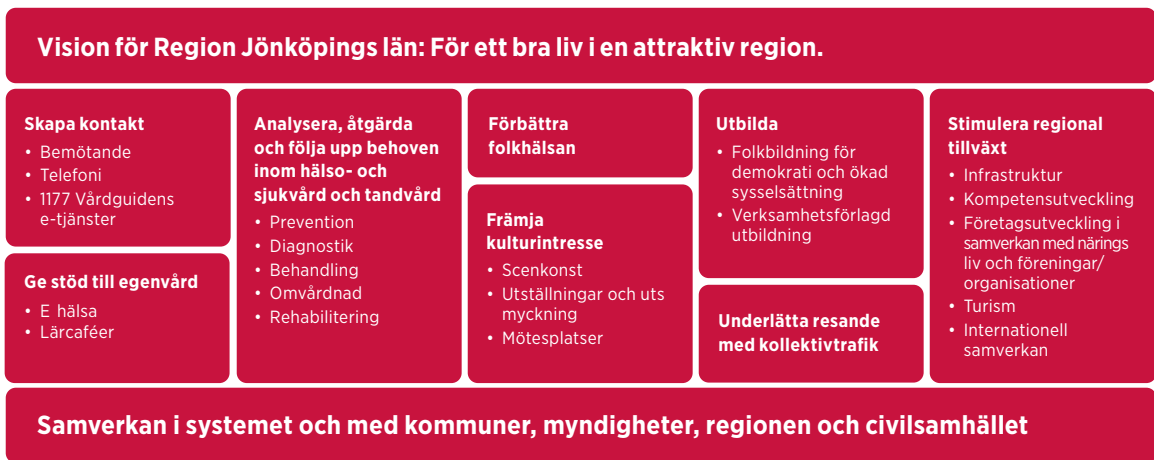 Vision för Region Jönköpings län: För ett bra liv i en attraktiv region.
Skapa kontakt
• Bemötande
• Telefoni
• 1177 Vårdguidens
e-tjänster
Ge stöd till egenvård
• E hälsa
• Lärcaféer
Analysera, åtgärda
och följa upp behoven
inom hälso- och
sjukvård och tandvård
• Prevention
• Diagnostik
• Behandling
• Omvårdnad
• Rehabilitering
Förbättra
folkhälsan
Främja
kulturintresse
• Scenkonst
• Utställningar och uts
myckning
• Mötesplatser
Utbilda
• Folkbildning för
demokrati och ökad
sysselsättning
• Verksamhetsförlagd
utbildning
Underlätta resande
med kollektivtrafik
Stimulera regional
tillväxt
• Infrastruktur
• Kompetensutveckling
• Företagsutveckling i
samverkan med närings
liv och föreningar/
organisationer
• Turism
• Internationell
samverkan
Samverkan i systemet och med kommuner, myndigheter, regionen och civilsamhället